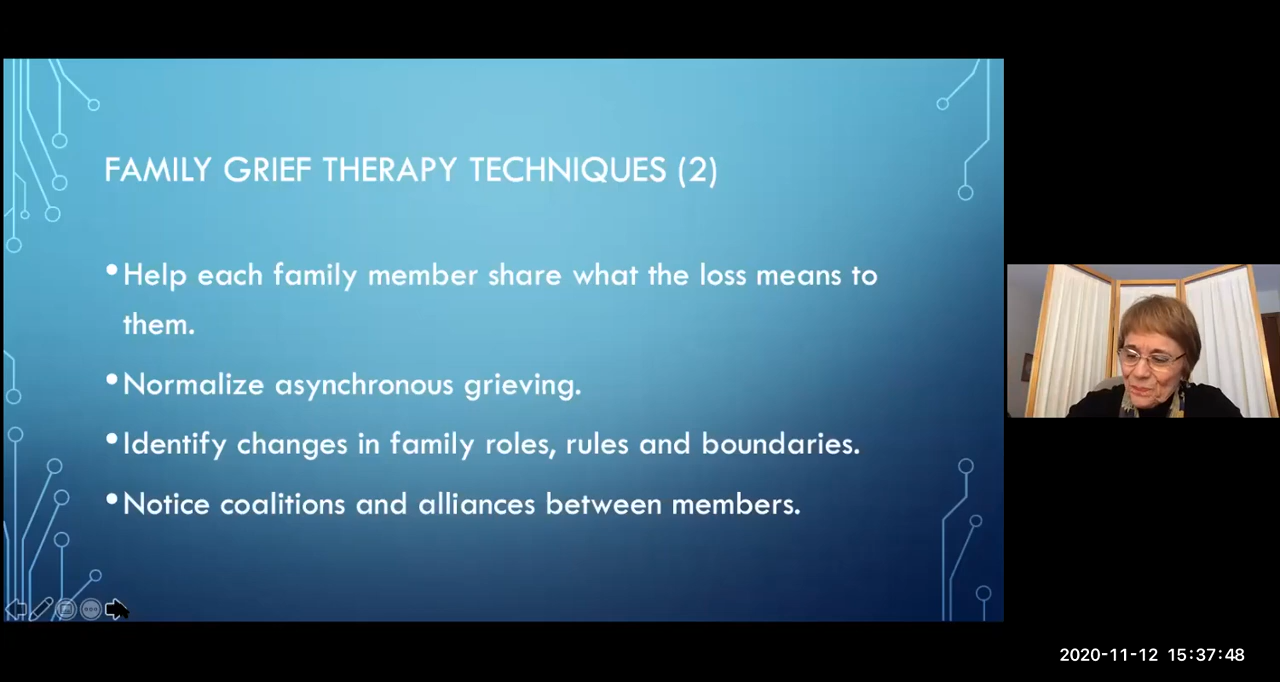 FAMILY GRIEF THERAPY TECHNIQUES (2)
•Help each family member share what the loss means to
them.
•Normalize asynchronous grieving.
•Identify changes in family roles, rules and boundaries.
•Notice coalitions and alliances between members.
2020-11-12 15:37:48